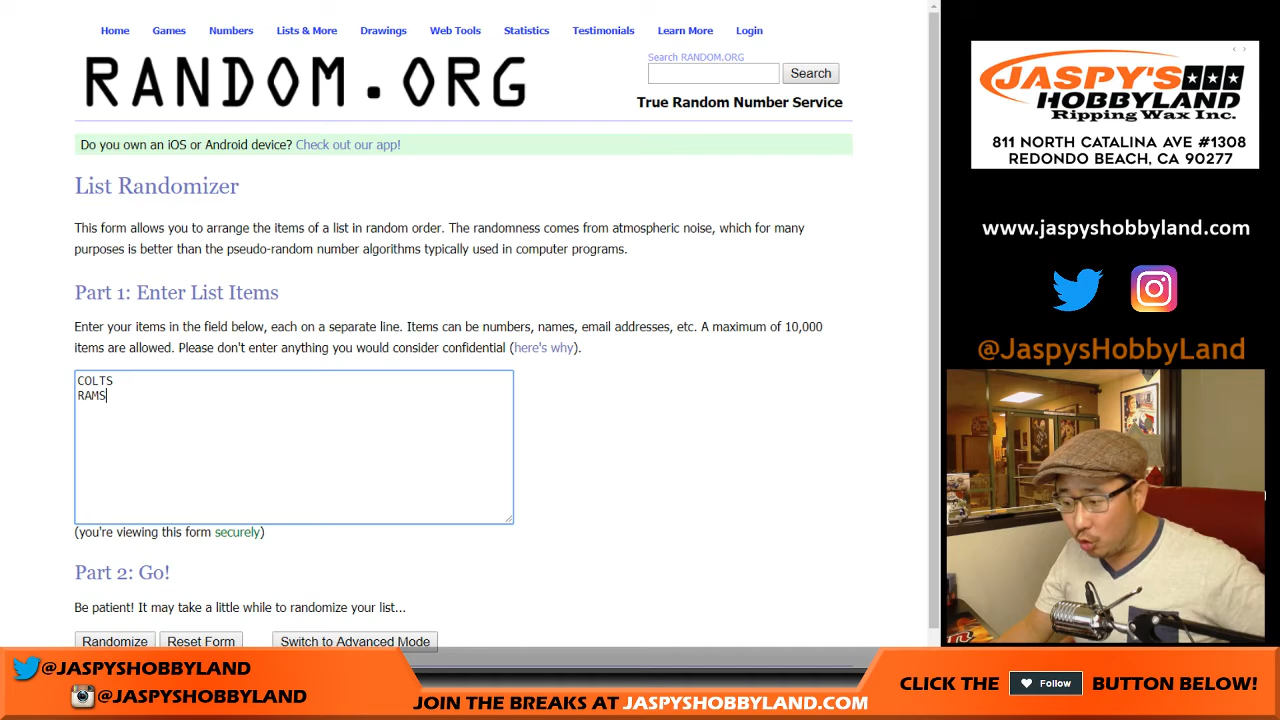 Home Games Numbers Lists & More Drawings Web Tools Statistics Testimonials Learn More Login
RANDOM.ORG
Search RANDOM.ORG
Search
True Random Number Service
Do you own an iOS or Android device? Check out our app!
List Randomizer
This form allows you to arrange the items of a list in random order. The randomness comes from atmospheric noise, which for many
purposes is better than the pseudo-random number algorithms typically used in computer programs.
Part 1: Enter List Items
Enter your items in the field below, each on a separate line. Items can be numbers, names, email addresses, etc. A maximum of 10,000
items are allowed. Please don't enter anything you would consider confidential (here's why).
COLTS
RAMS
(you're viewing this form securely)
Part 2: Go!
Be patient! It may take a little while to randomize your list...
Randomize Reset Form Switch to Advanced Mode
JASPY'S
HOBBYLAND
Ripping Wax Inc.
811 NORTH CATALINA AVE #1308
REDONDO BEACH, CA 90277
www.jaspyshobbyland.com
@JaspysHobbyLand
@JASPYSHOBBYLAND
@JASPYSHOBBYLAND
JOIN THE BREAKS AT JASPYSHOBBYLAND.COM
CLICK THE Follow BUTTON BELOW!